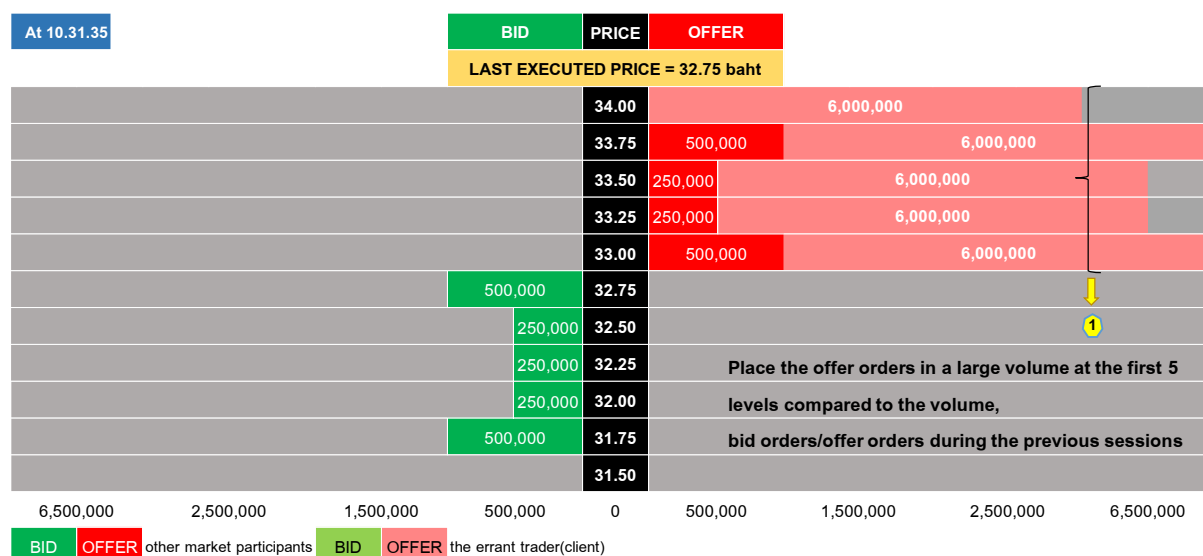 At 10.31.35
BID PRICE OFFER
LAST EXECUTED PRICE = 32.75 baht
34.00 6,000,000
33.75 500,000 6,000,000
33.50 250,000 6,000,000
33.25 250,000 6,000,000
33.00 500,000 6,000,000
500,000 32.75
250,000 32.50 1
250,000 32.25 Place the offer orders in a large volume at the first 5
250,000 32.00 levels compared to the volume,
500,000 31.75 bid orders/offer orders during the previous sessions
31.50
6,500,000 2,500,000 1,500,000 500,000 0 500,000 1,500,000 2,500,000 6,500,000
BID OFFER other market participants BID OFFER the errant trader(client)